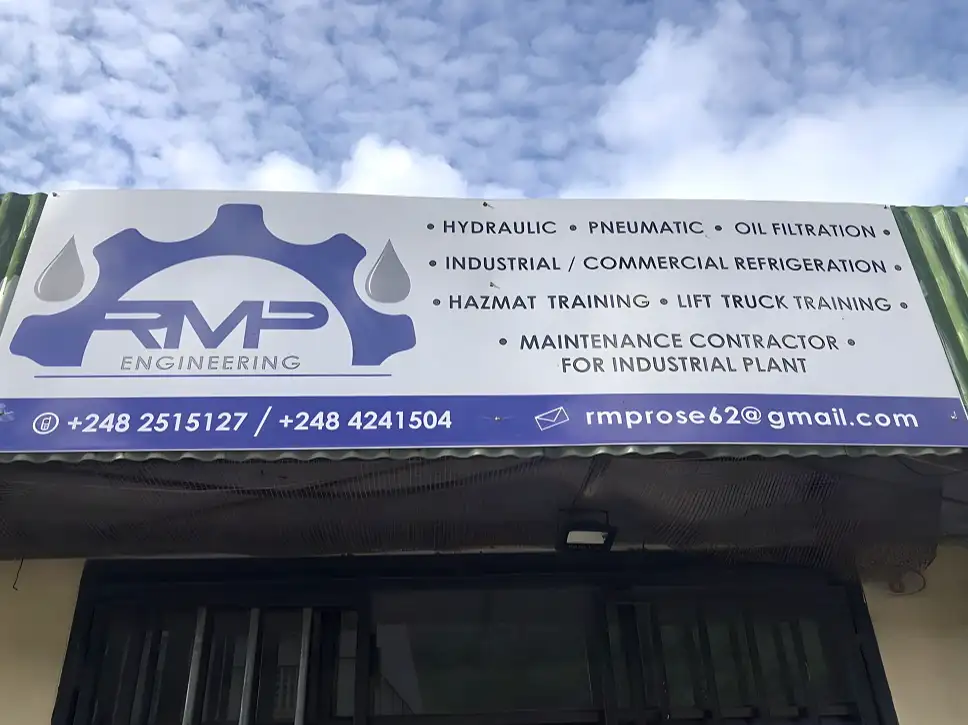 RMP
ENGINEERING
• HYDRAULIC • PNEUMATIC • OIL FILTRATION •
• INDUSTRIAL / COMMERCIAL REFRIGERATION •
• HAZMAT TRAINING • LIFT TRUCK TRAINING •
• MAINTENANCE CONTRACTOR •
FOR INDUSTRIAL PLANT
+248 2515127 / +248 4241504
rmprose62@gmail.com